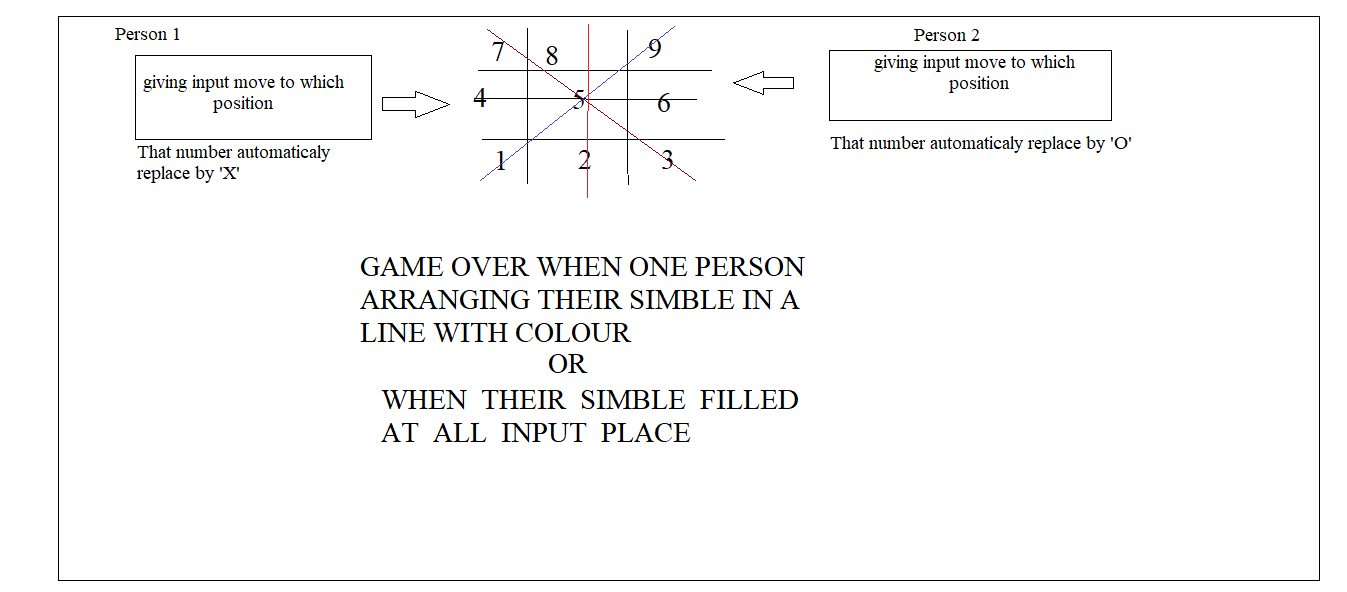 Person 1
giving input move to which
position
That number automaticaly
replace by 'X'
7 8 9
4 5 6
1 2 3
Person 2
giving input move to which
position
That number automaticaly replace by 'O'
GAME OVER WHEN ONE PERSON
ARRANGING THEIR SIMBLE IN A
LINE WITH COLOUR
OR
WHEN THEIR SIMBLE FILLED
AT ALL INPUT PLACE